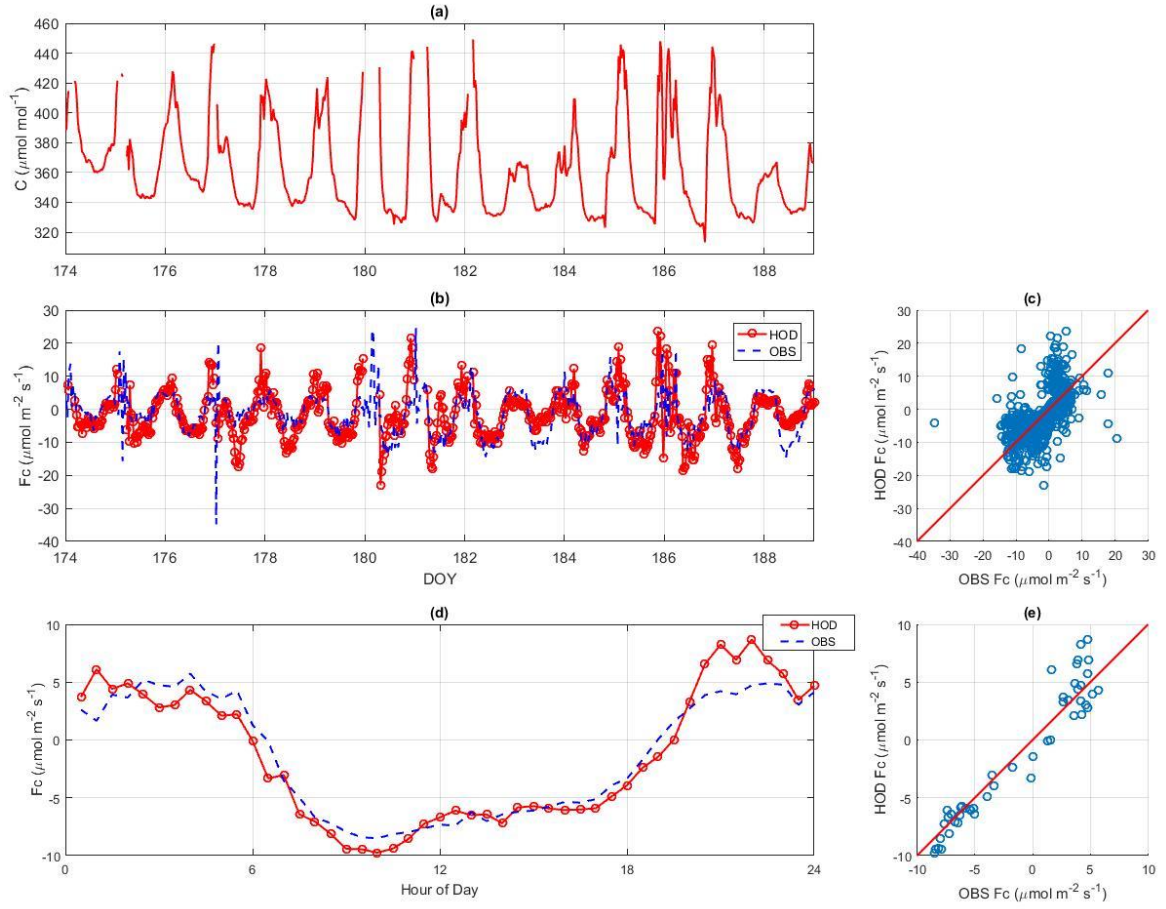 (a)
460
440
420
400
380
360
340
320
C (μmol mol⁻¹)
174 176 178 180 182 184 186 188
(b)
30
20
10
0
-10
-20
-30
-40
Fc (μmol m⁻² s⁻¹)
HOD
OBS
174 176 178 180 182 184 186 188
DOY
(c)
30
20
10
0
-10
-20
-30
-40
HOD Fc (μmol m⁻² s⁻¹)
-40 -30 -20 -10 0 10 20 30
OBS Fc (μmol m⁻² s⁻¹)
(d)
10
5
0
-5
-10
Fc (μmol m⁻² s⁻¹)
HOD
OBS
0 6 12 18 24
Hour of Day
(e)
10
5
0
-5
-10
HOD Fc (μmol m⁻² s⁻¹)
-10 -5 0 5 10
OBS Fc (μmol m⁻² s⁻¹)